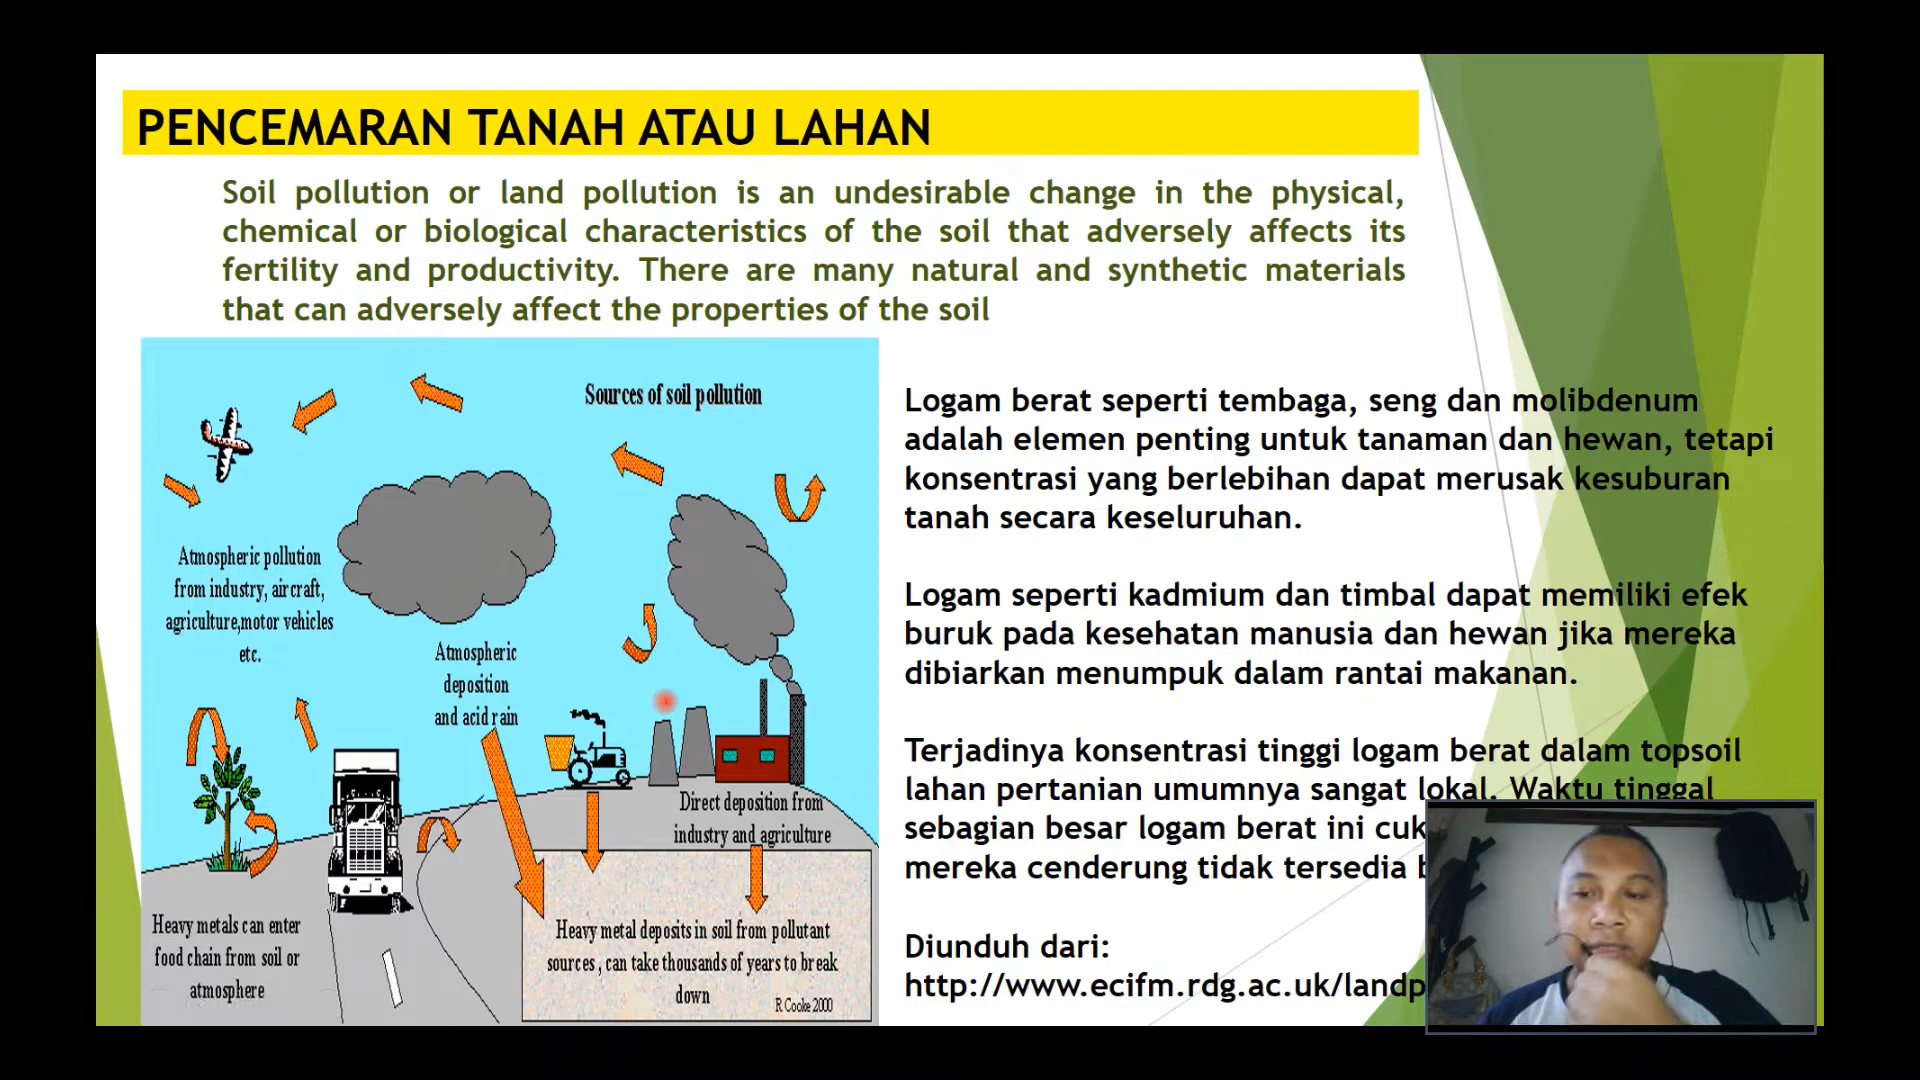 PENCEMARAN TANAH ATAU LAHAN
Soil pollution or land pollution is an undesirable change in the physical,
chemical or biological characteristics of the soil that adversely affects its
fertility and productivity. There are many natural and synthetic materials
that can adversely affect the properties of the soil
Sources of soil pollution
Atmospheric pollution
from industry, aircraft,
agriculture,motor vehicles
etc.
Atmospheric
deposition
and acid rain
Direct deposition from
industry and agriculture
Heavy metals can enter
food chain from soil or
atmosphere
Heavy metal deposits in soil from pollutant
sources , can take thousands of years to break
down
R Cooke 2000
Logam berat seperti tembaga, seng dan molibdenum
adalah elemen penting untuk tanaman dan hewan, tetapi
konsentrasi yang berlebihan dapat merusak kesuburan
tanah secara keseluruhan.
Logam seperti kadmium dan timbal dapat memiliki efek
buruk pada kesehatan manusia dan hewan jika mereka
dibiarkan menumpuk dalam rantai makanan.
Terjadinya konsentrasi tinggi logam berat dalam topsoil
lahan pertanian umumnya sangat lokal. Waktu tinggal
sebagian besar logam berat ini
mereka cenderung tidak tersedia
Diunduh dari:
http://www.ecifm.rdg.ac.uk/landp